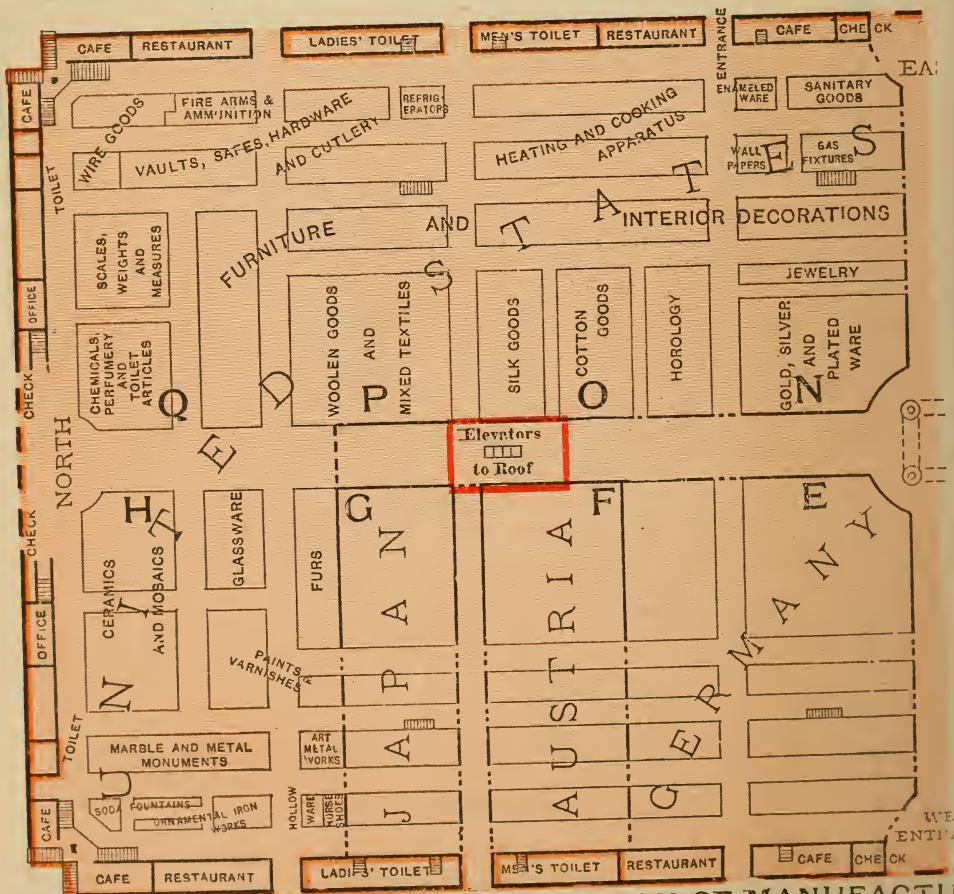 CAFE
RESTAURANT
LADIES' TOILET
MEN'S TOILET
RESTAURANT
ENTRANCE
CAFE
CHECK
CAFE
WIRE GOODS
FIRE ARMS &
AMMUNITION
REFRIG-
ERATORS
ENAMELED
WARE
SANITARY
GOODS
VAULTS, SAFES, HARDWARE
AND CUTLERY
HEATING AND COOKING
APPARATUS
WALL
PAPERS
GAS
FIXTURES
TOILET
FURNITURE
AND
INTERIOR DECORATIONS
SCALES,
WEIGHTS
AND
MEASURES
OFFICE
JEWELRY
WOOLEN GOODS
AND
MIXED TEXTILES
SILK GOODS
COTTON
GOODS
HOROLOGY
GOLD, SILVER
AND
PLATED
WARE
CHEMICALS,
PERFUMERY
AND
TOILET
ARTICLES
CHECK
Q
P
O
N
NORTH
Elevators
to Roof
UNITED STATES
CHECK
H
G
F
E
CERAMICS
AND MOSAICS
GLASSWARE
FURS
JAPAN
AUSTRIA
GERMANY
OFFICE
PAINTS &
VARNISHES
TOILET
MARBLE AND METAL
MONUMENTS
ART
METAL
WORKS
SODA FOUNTAINS
ORNAMENTAL IRON
WORKS
HOLLOW
WARE
HORSE
SHOES
CAFE
CAFE
RESTAURANT
LADIES' TOILET
MEN'S TOILET
RESTAURANT
CAFE
CHECK